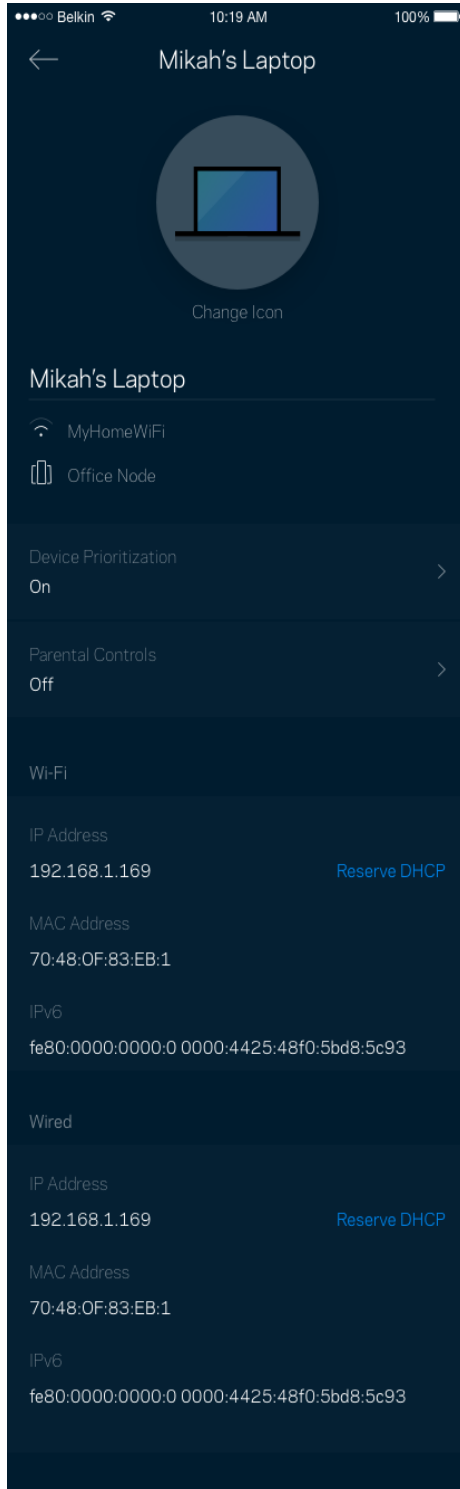 ●●●○○ Belkin 10:19 AM 100%
Mikah's Laptop
Change Icon
Mikah's Laptop
MyHomeWiFi
Office Node
Device Prioritization
On
Parental Controls
Off
Wi-Fi
IP Address
192.168.1.169 Reserve DHCP
MAC Address
70:48:0F:83:EB:1
IPv6
fe80:0000:0000:0 0000:4425:48f0:5bd8:5c93
Wired
IP Address
192.168.1.169 Reserve DHCP
MAC Address
70:48:0F:83:EB:1
IPv6
fe80:0000:0000:0 0000:4425:48f0:5bd8:5c93